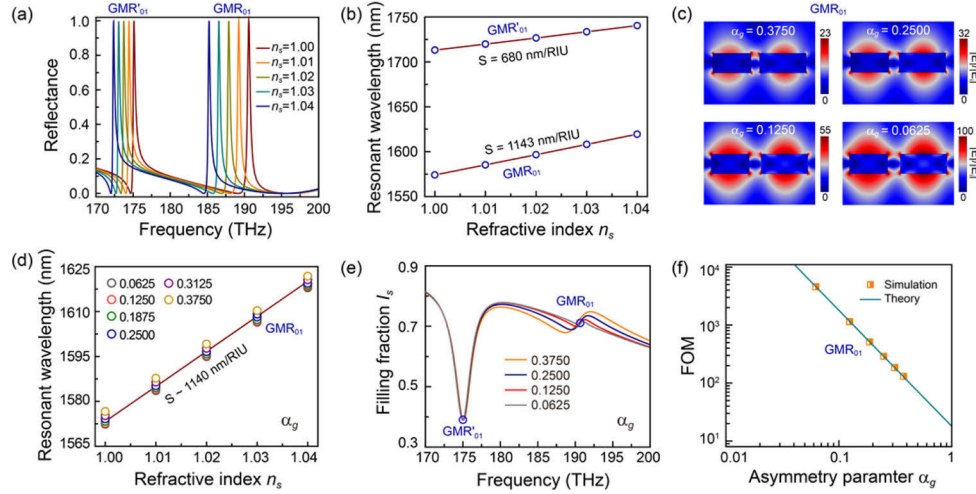 (a)
GMR'01
GMR01
Reflectance
1.0
0.8
0.6
0.4
0.2
0.0
ns=1.00
ns=1.01
ns=1.02
ns=1.03
ns=1.04
170 175 180 185 190 195 200
Frequency (THz)
(b)
Resonant wavelength (nm)
1750
1700
1650
1600
1550
GMR'01
S = 680 nm/RIU
S = 1143 nm/RIU
GMR01
1.00 1.01 1.02 1.03 1.04
Refractive index ns
(c)
GMR01
αg = 0.3750
23
0
αg = 0.2500
32
0
αg = 0.1250
55
0
αg = 0.0625
100
0
(d)
Resonant wavelength (nm)
1625
1610
1595
1580
1565
0.0625
0.1250
0.1875
0.2500
0.3125
0.3750
GMR01
S ~ 1140 nm/RIU
αg
1.00 1.01 1.02 1.03 1.04
Refractive index ns
(e)
Filling fraction Is
0.9
0.7
0.5
0.3
GMR01
GMR'01
0.3750
0.2500
0.1250
0.0625
αg
170 175 180 185 190 195 200
Frequency (THz)
(f)
FOM
10^4
10^3
10^2
10^1
Simulation
Theory
GMR01
0.01 0.1 1
Asymmetry paramter αg